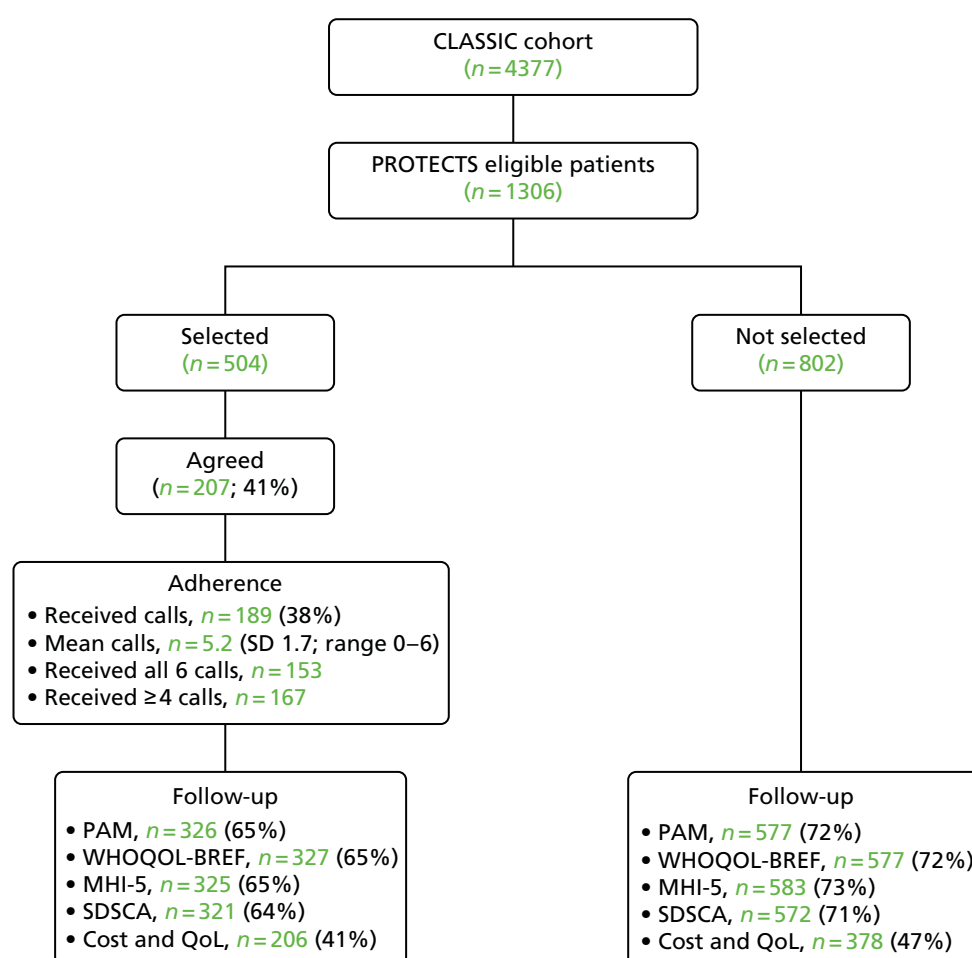 CLASSIC cohort
(n=4377)
PROTECTS eligible patients
(n=1306)
Selected
(n=504)
Not selected
(n=802)
Agreed
(n=207; 41%)
Adherence
• Received calls, n=189 (38%)
• Mean calls, n=5.2 (SD 1.7; range 0–6)
• Received all 6 calls, n=153
• Received ≥4 calls, n=167
Follow-up
• PAM, n=326 (65%)
• WHOQOL-BREF, n=327 (65%)
• MHI-5, n=325 (65%)
• SDSCA, n=321 (64%)
• Cost and QoL, n=206 (41%)
Follow-up
• PAM, n=577 (72%)
• WHOQOL-BREF, n=577 (72%)
• MHI-5, n=583 (73%)
• SDSCA, n=572 (71%)
• Cost and QoL, n=378 (47%)